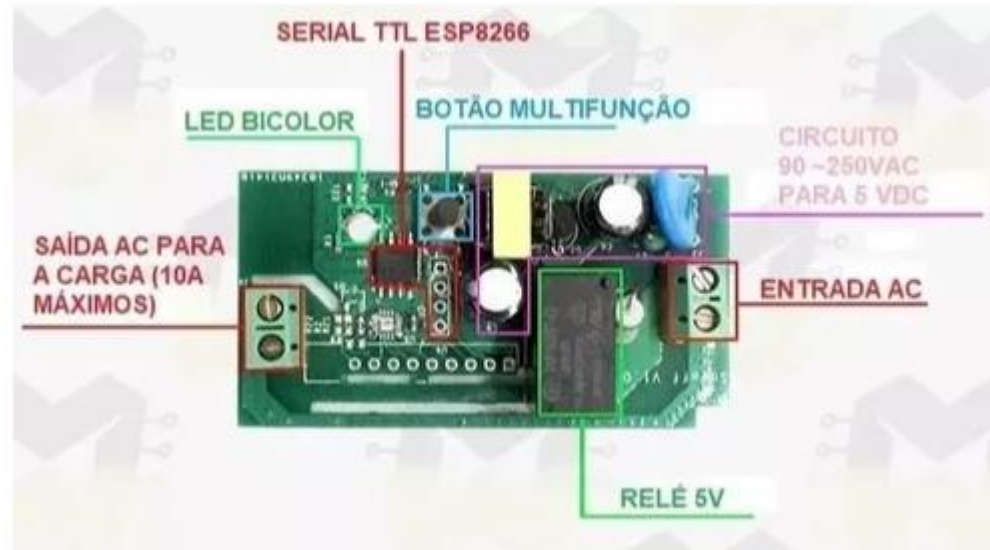 SERIAL TTL ESP8266
LED BICOLOR
BOTÃO MULTIFUNÇÃO
CIRCUITO
90 ~250VAC
PARA 5 VDC
SAÍDA AC PARA
A CARGA (10A
MÁXIMOS)
ENTRADA AC
RELÉ 5V